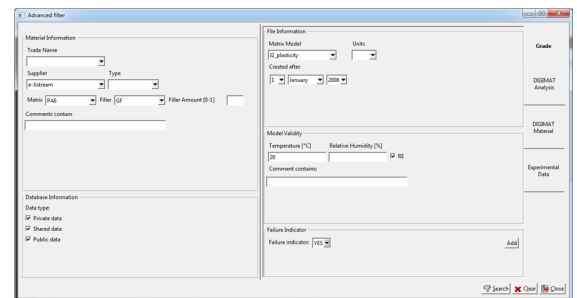 Advanced filter
Material Information
Trade Name
Supplier Type
e-Xstream
Matrix PA6 Filler GF Filler Amount [0-1]
Comments contain
Database Information
Data type:
Private data
Shared data
Public data
File Information
Matrix Model Units
J2_plasticity
Created after
1 January 2008
Model Validity
Temperature [°C] Relative Humidity [%]
20 RE
Comment contains:
Failure Indicator
Failure indicator: YES Add
Grade
DIGIMAT
Analysis
DIGIMAT
Material
Experimental
Data
Search Clear Close